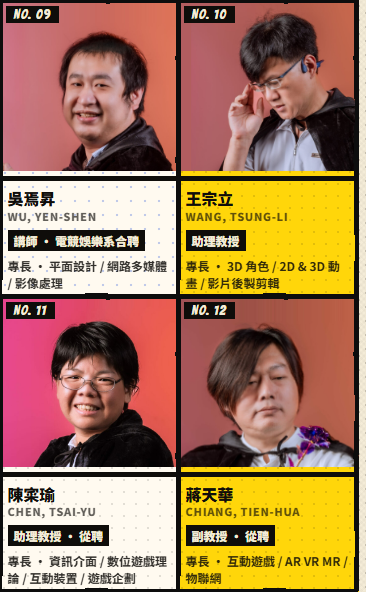 NO. 09
吳焉昇
WU, YEN-SHEN
講師 • 電競娛樂系合聘
專長 • 平面設計 / 網路多媒體
/ 影像處理
NO. 10
王宗立
WANG, TSUNG-LI
助理教授
專長 • 3D 角色 / 2D & 3D 動
畫 / 影片後製剪輯
NO. 11
陳寀瑜
CHEN, TSAI-YU
助理教授 • 從聘
專長 • 資訊介面 / 數位遊戲理
論 / 互動裝置 / 遊戲企劃
NO. 12
蔣天華
CHIANG, TIEN-HUA
副教授 • 從聘
專長 • 互動遊戲 / AR VR MR /
物聯網